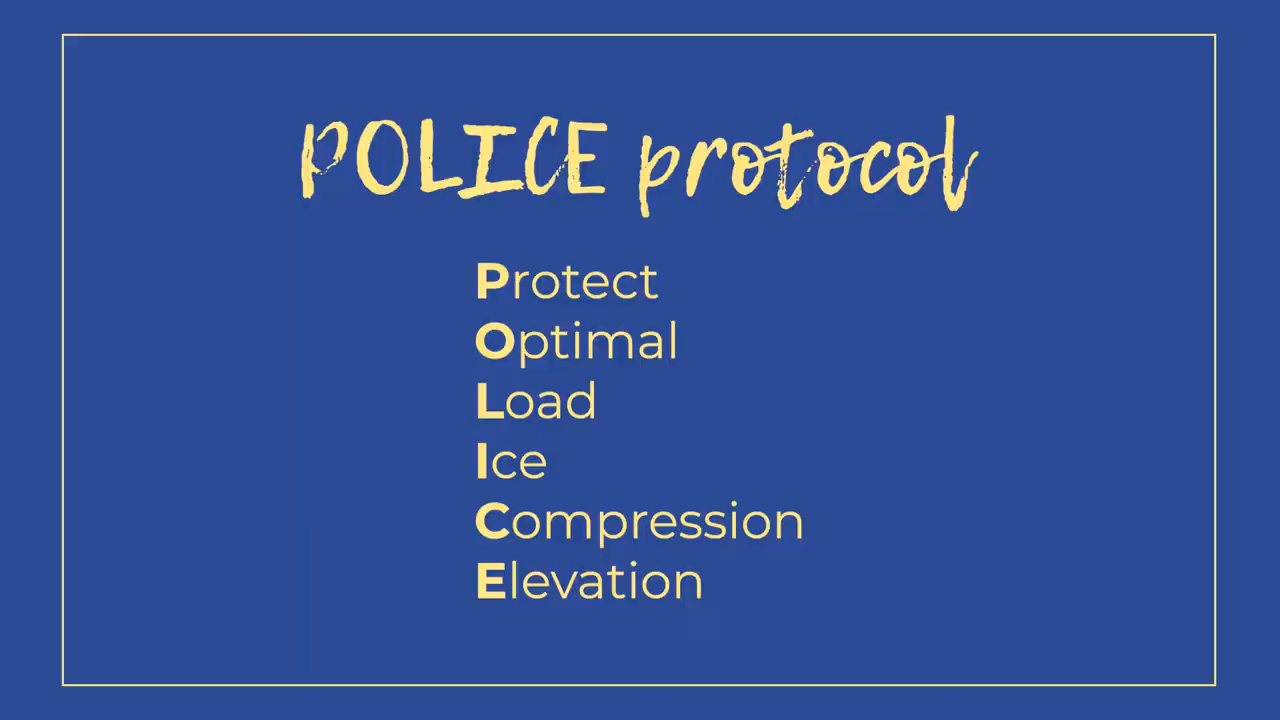 POLICE protocol
Protect
Optimal
Load
Ice
Compression
Elevation